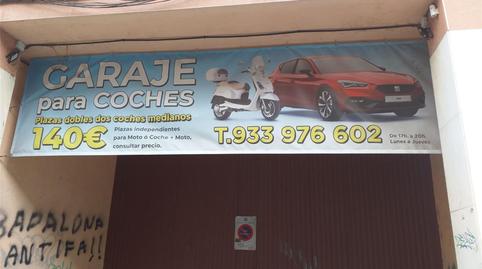 GARAJE
para COCHES
Plazas dobles dos coches medianos
140€
Plazas independientes
para Moto ó Coche + Moto,
consultar precio.
T.933 976 602
De 17h. a 20h.
Lunes a Jueves
BADALONA
ANTIFA!!